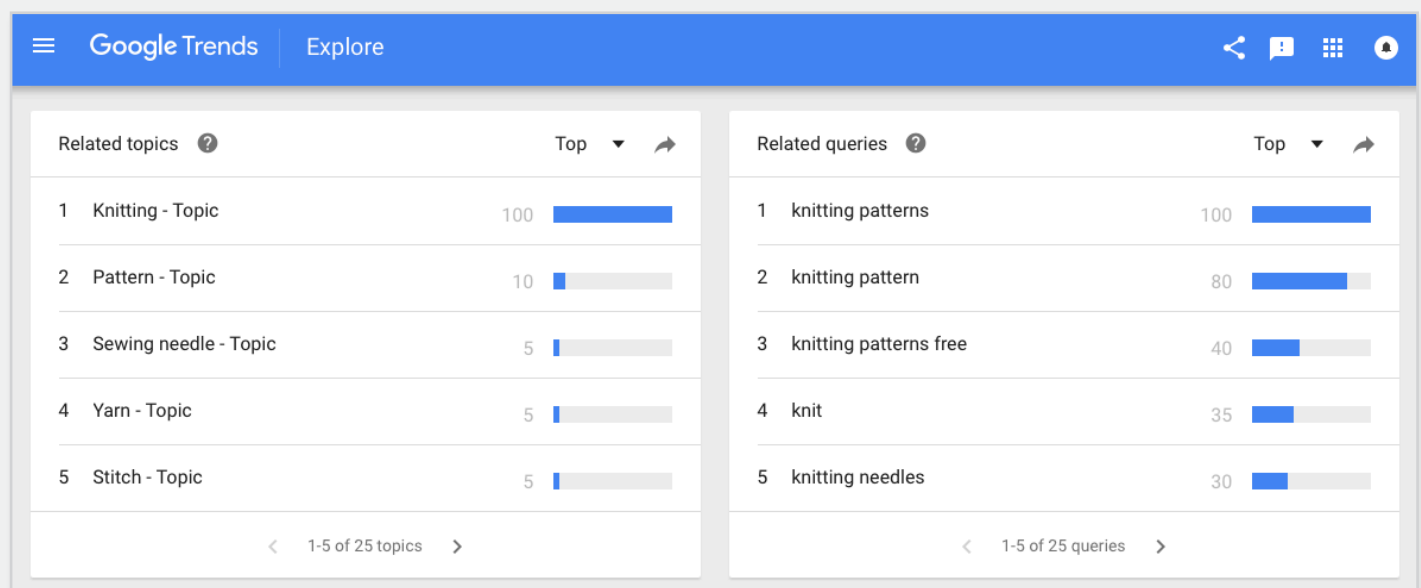 Google Trends Explore
Related topics ? Top
1 Knitting - Topic 100
2 Pattern - Topic 10
3 Sewing needle - Topic 5
4 Yarn - Topic 5
5 Stitch - Topic 5
< 1-5 of 25 topics >
Related queries ? Top
1 knitting patterns 100
2 knitting pattern 80
3 knitting patterns free 40
4 knit 35
5 knitting needles 30
< 1-5 of 25 queries >